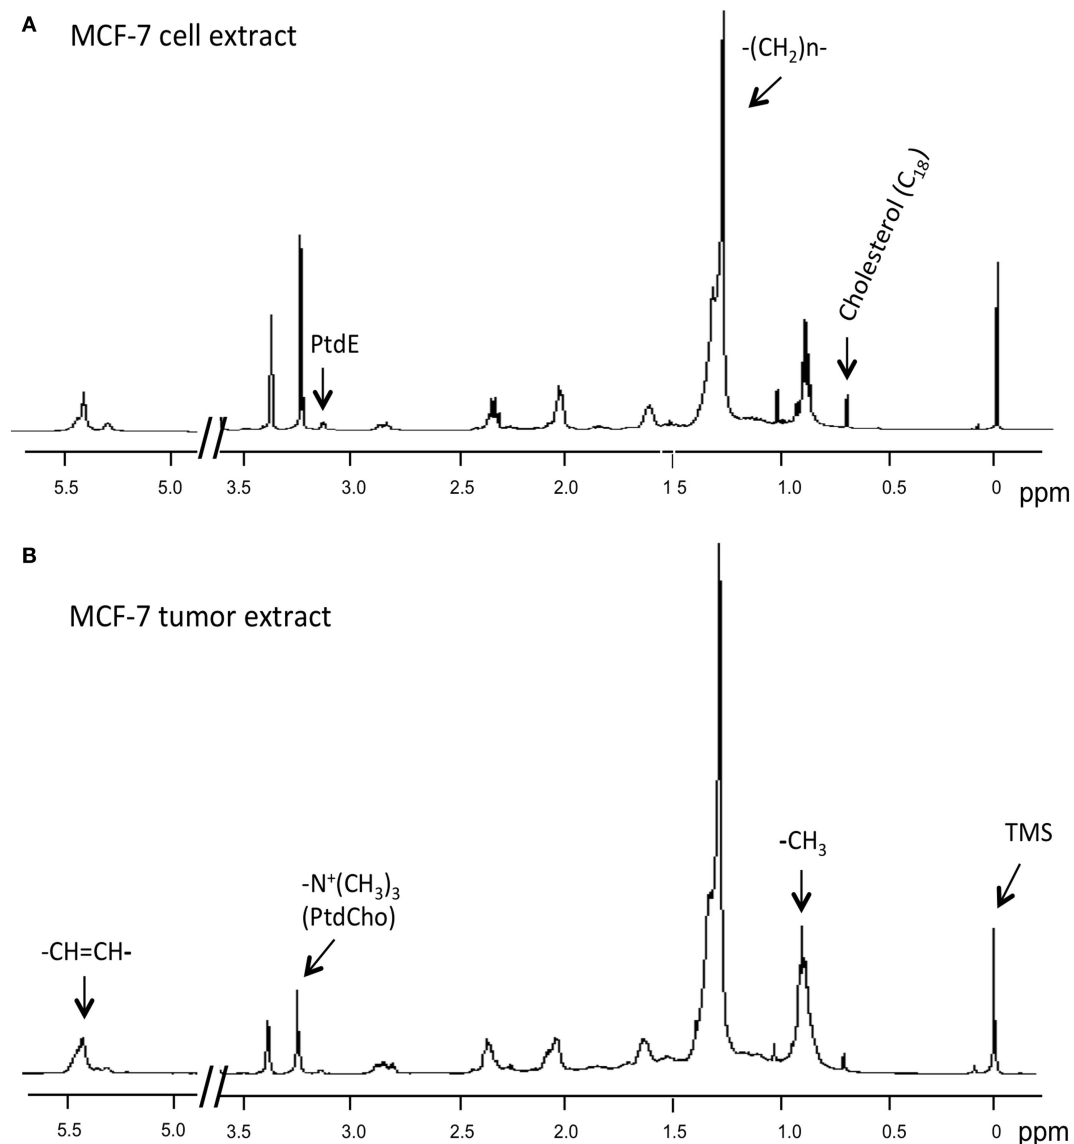 A
MCF-7 cell extract
-(CH2)n-
Cholesterol (C18)
PtdE
5.5 5.0 3.5 3.0 2.5 2.0 1 5 1.0 0.5 0 ppm
B
MCF-7 tumor extract
TMS
-CH3
-N+(CH3)3
(PtdCho)
-CH=CH-
5.5 5.0 3.5 3.0 2.5 2.0 1.5 1.0 0.5 0 ppm